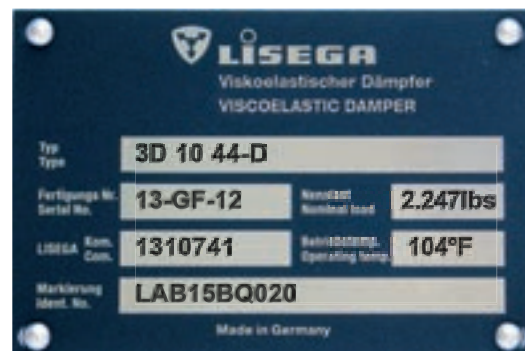 LISEGA
Viskoelastischer Dämpfer
VISCOELASTIC DAMPER
Typ
Type
3D 10 44-D
Fertigungs Nr.
Serial No.
13-GF-12
Nennlast
Nominal load
2.247lbs
LISEGA Kom.
Com.
1310741
Betriebstemp.
Operating temp.
104°F
Markierung
Ident. No.
LAB15BQ020
Made in Germany